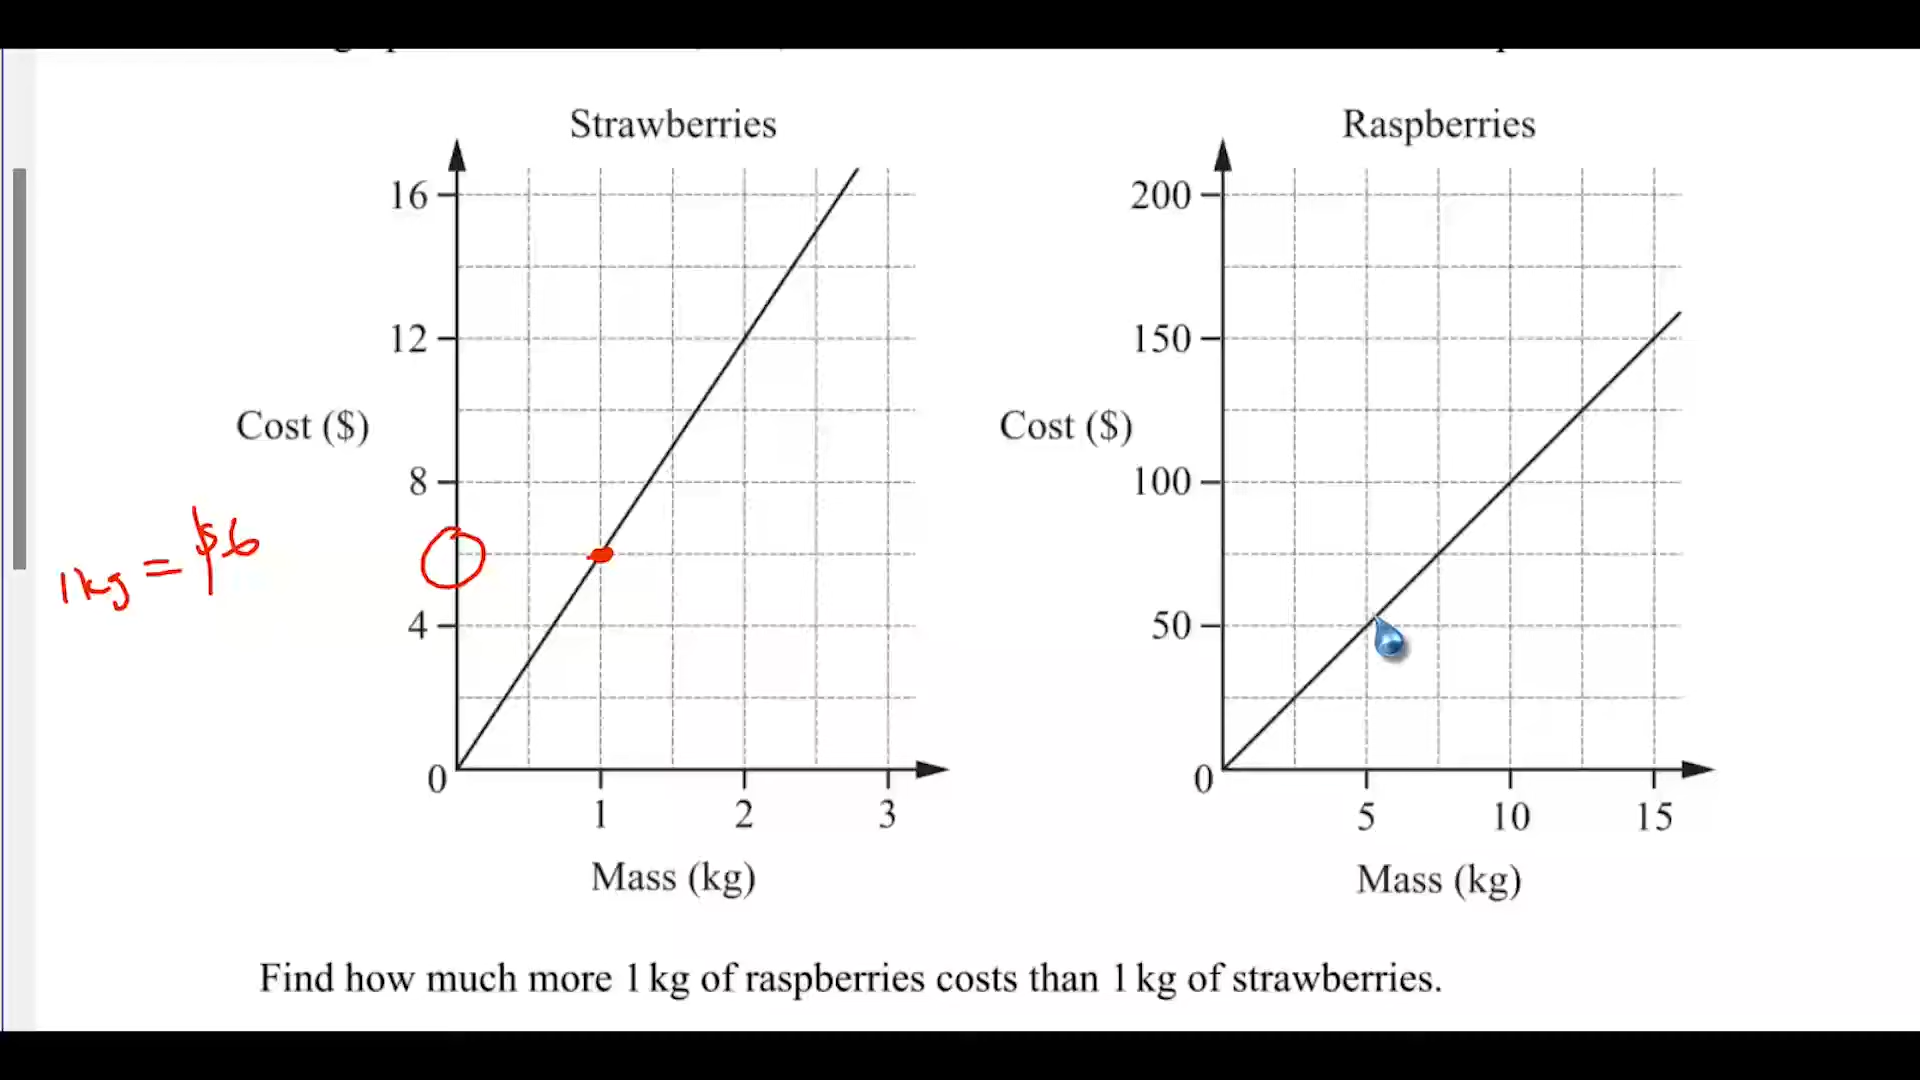 Strawberries
16
12
Cost ($)
8
4
0
1 2 3
Mass (kg)
1kg = $6
Raspberries
200
150
Cost ($)
100
50
0
5 10 15
Mass (kg)
Find how much more 1 kg of raspberries costs than 1 kg of strawberries.